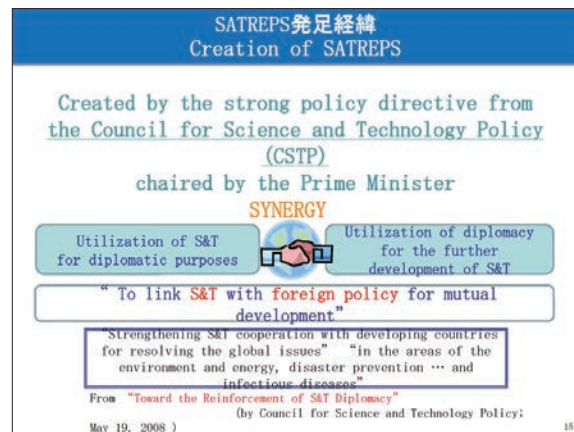 SATREPS発足経緯
Creation of SATREPS
Created by the strong policy directive from
the Council for Science and Technology Policy
(CSTP)
chaired by the Prime Minister
SYNERGY
Utilization of S&T
for diplomatic purposes
Utilization of diplomacy
for the further
development of S&T
“ To link S&T with foreign policy for mutual
development”
“Strengthening S&T cooperation with developing countries
for resolving the global issues” “in the areas of the
environment and energy, disaster prevention … and
infectious diseases”
From “Toward the Reinforcement of S&T Diplomacy”
(by Council for Science and Technology Policy;
May 19, 2008 )
15